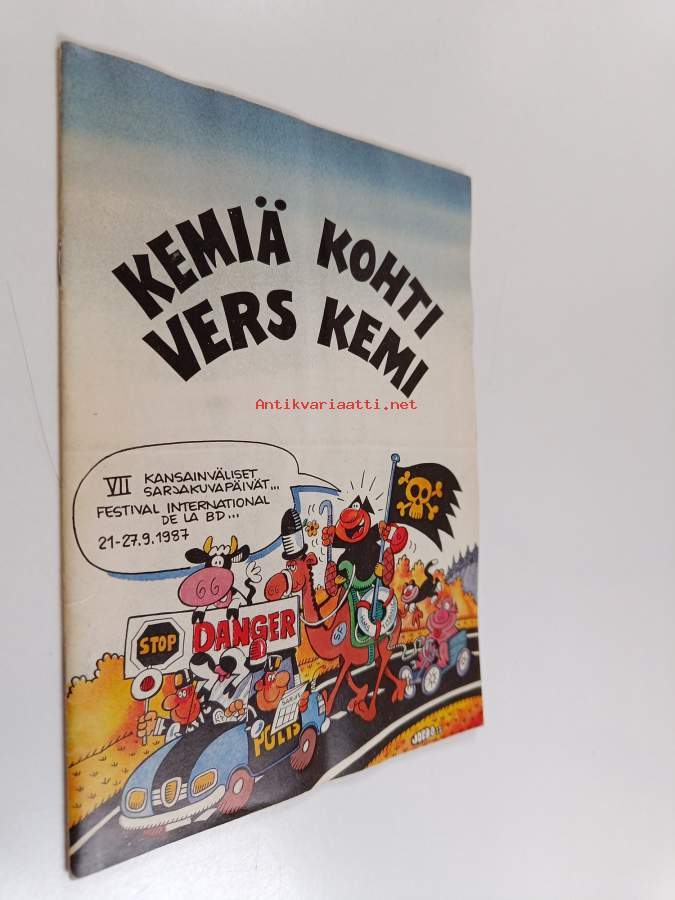 KEMIÄ KOHTI
VERS KEMI
Antikvariaatti.net
VII KANSAINVÄLISET
SARJAKUVAPÄIVÄT...
FESTIVAL INTERNATIONAL
DE LA BD...
21-27.9.1987
STOP
DANGER
SF
POLIS